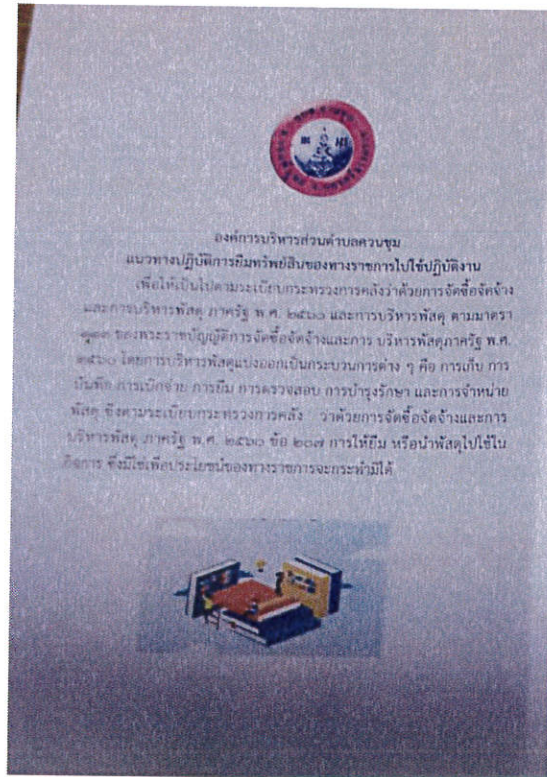 องค์การบริหารส่วนตำบลควนชุม
แนวทางปฏิบัติการยืมทรัพย์สินของทางราชการไปใช้ปฏิบัติงาน
เพื่อให้เป็นไปตามระเบียบกระทรวงการคลังว่าด้วยการจัดซื้อจัดจ้าง
และการบริหารพัสดุ ภาครัฐ พ.ศ. ๒๕๖๐ และการบริหารพัสดุ ตามมาตรา
ของพระราชบัญญัติการจัดซื้อจัดจ้างและการ บริหารพัสดุภาครัฐ พ.ศ.
๒๕๖๐ โดยการบริหารพัสดุแบ่งออกเป็นกระบวนการต่าง ๆ คือ การเก็บ การ
บันทึก การเบิกจ่าย การยืม การตรวจสอบ การบำรุงรักษา และการจำหน่าย
พัสดุ ซึ่งตามระเบียบกระทรวงการคลัง ว่าด้วยการจัดซื้อจัดจ้างและการ
บริหารพัสดุ ภาครัฐ พ.ศ. ๒๕๖๐ ข้อ ๒๐๗ การให้ยืม หรือนำพัสดุไปใช้ใน
กิจการ ซึ่งมิใช่เพื่อประโยชน์ของทางราชการจะกระทำมิได้